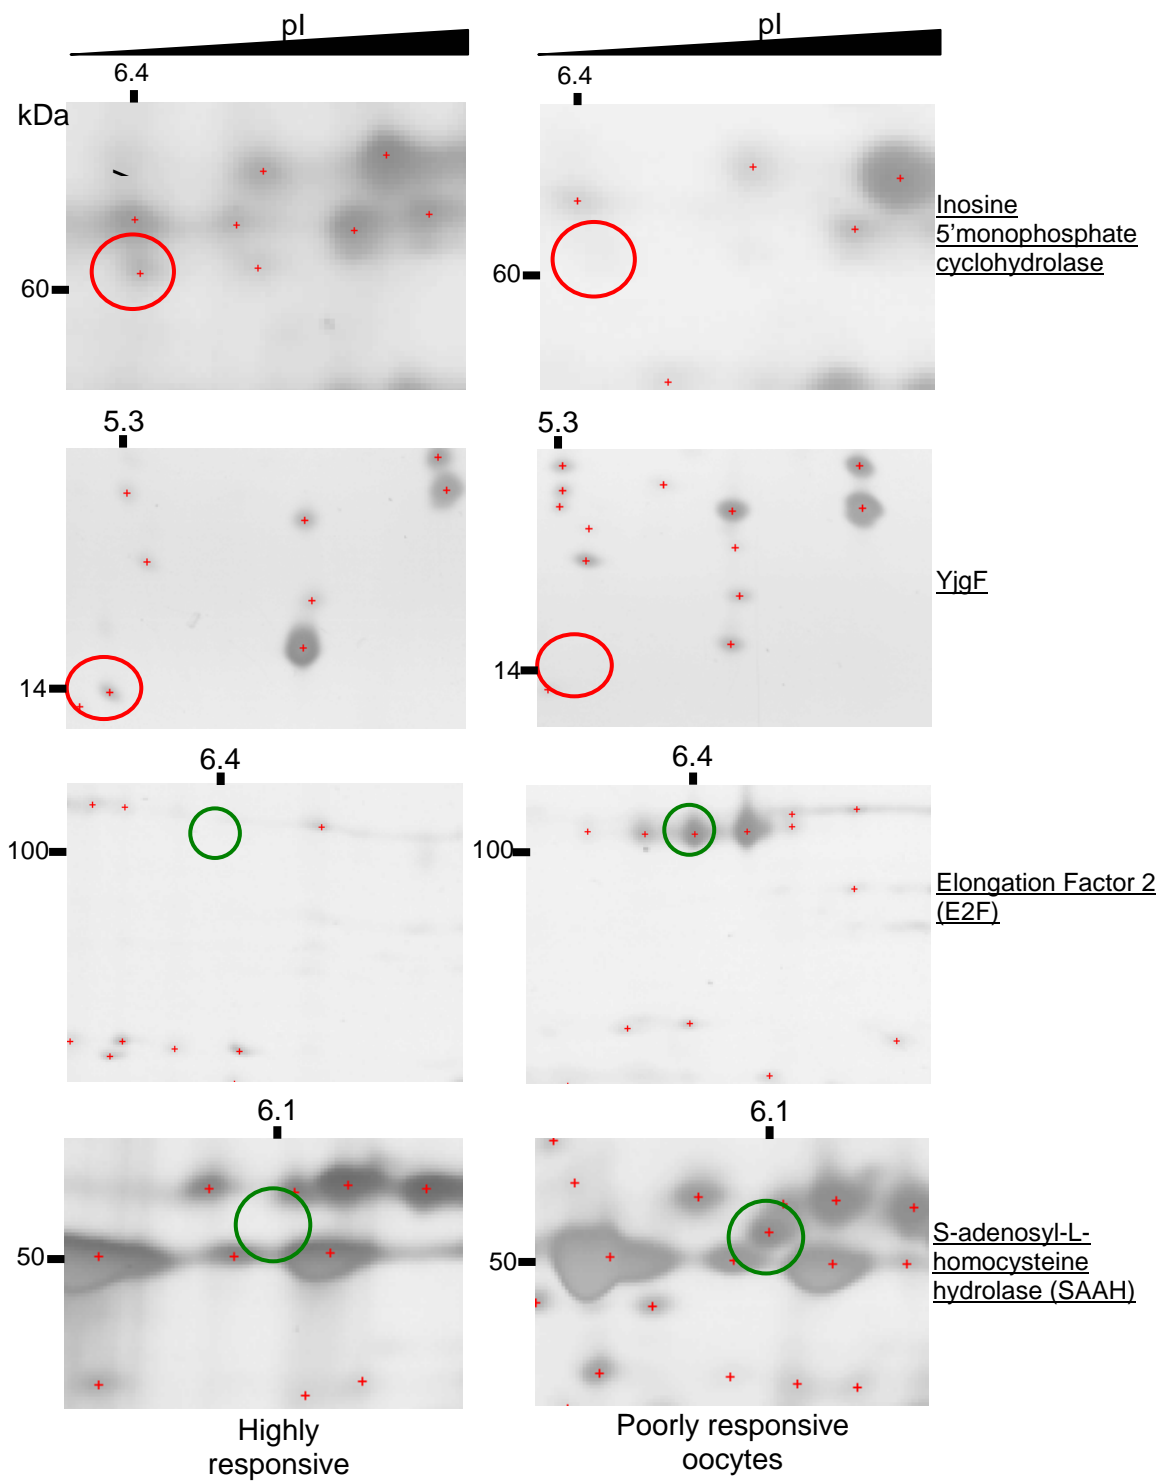 pI
pI
6.4
6.4
kDa
60
60
Inosine
5'monophosphate
cyclohydrolase
5.3
5.3
14
14
YjgF
6.4
6.4
100
100
Elongation Factor 2
(E2F)
6.1
6.1
50
50
S-adenosyl-L-
homocysteine
hydrolase (SAAH)
Highly
responsive
Poorly responsive
oocytes